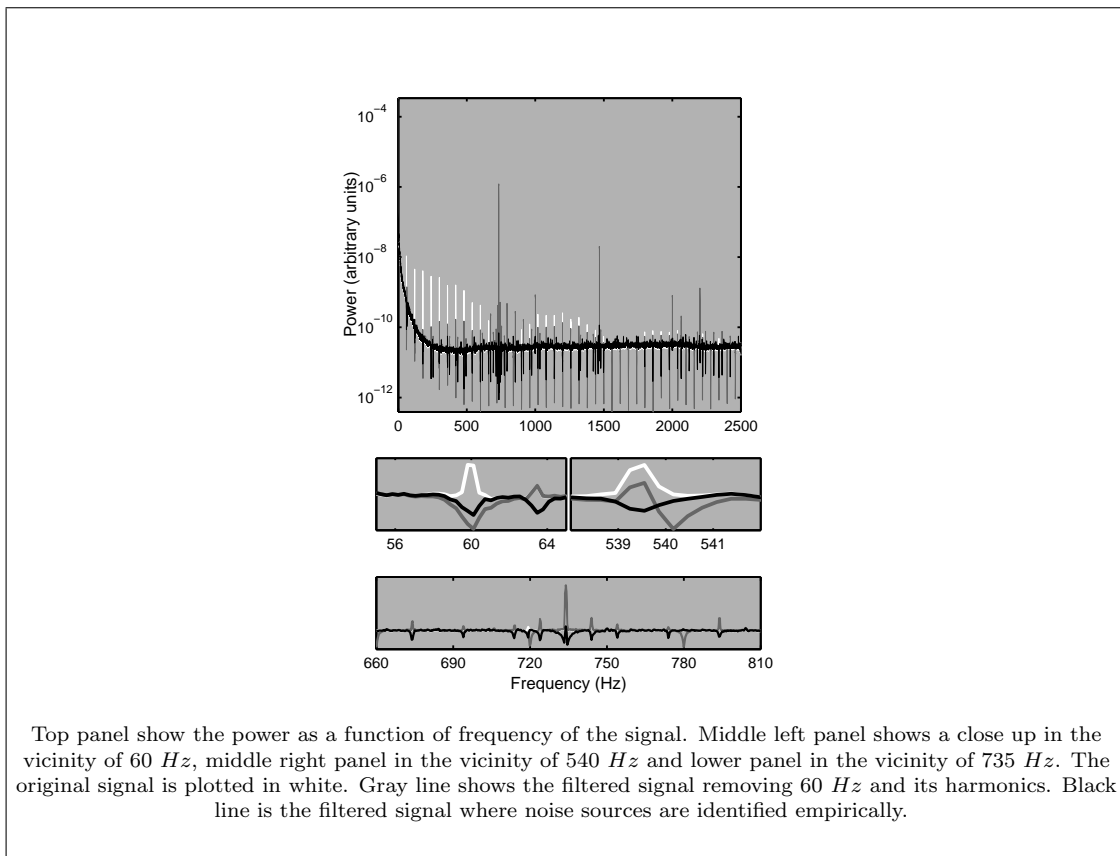 Power (arbitrary units)
10−4
10−6
10−8
10−10
10−12
0 500 1000 1500 2000 2500
56 60 64 539 540 541
660 690 720 750 780 810
Frequency (Hz)
Top panel show the power as a function of frequency of the signal. Middle left panel shows a close up in the
vicinity of 60 Hz, middle right panel in the vicinity of 540 Hz and lower panel in the vicinity of 735 Hz. The
original signal is plotted in white. Gray line shows the filtered signal removing 60 Hz and its harmonics. Black
line is the filtered signal where noise sources are identified empirically.